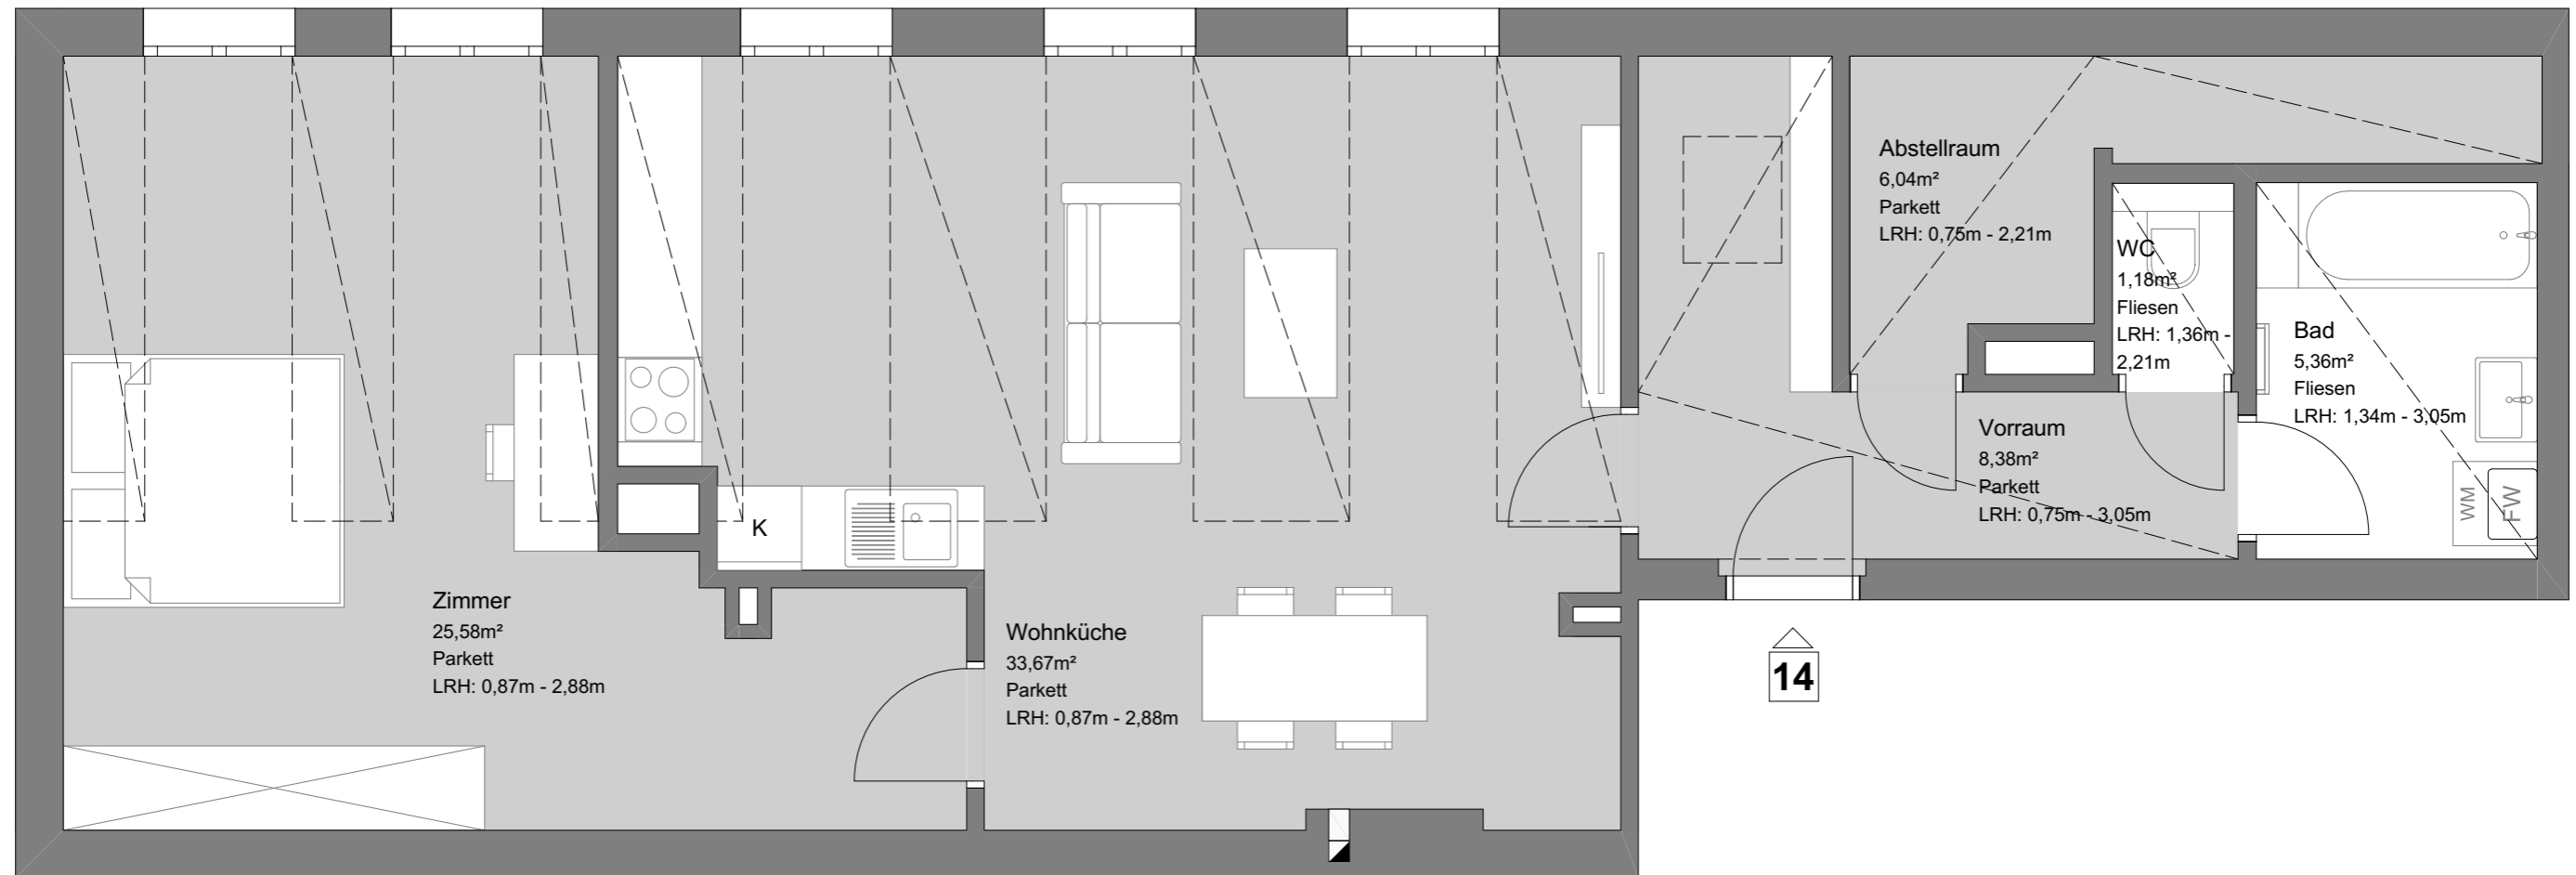 Abstellraum
6,04m²
Parkett
LRH: 0,75m - 2,21m
WC
1,18m²
Fliesen
LRH: 1,36m -
2,21m
Bad
5,36m²
Fliesen
LRH: 1,34m - 3,05m
Vorraum
8,38m²
Parkett
LRH: 0,75m - 3,05m
WM
FW
K
Zimmer
25,58m²
Parkett
LRH: 0,87m - 2,88m
Wohnküche
33,67m²
Parkett
LRH: 0,87m - 2,88m
14